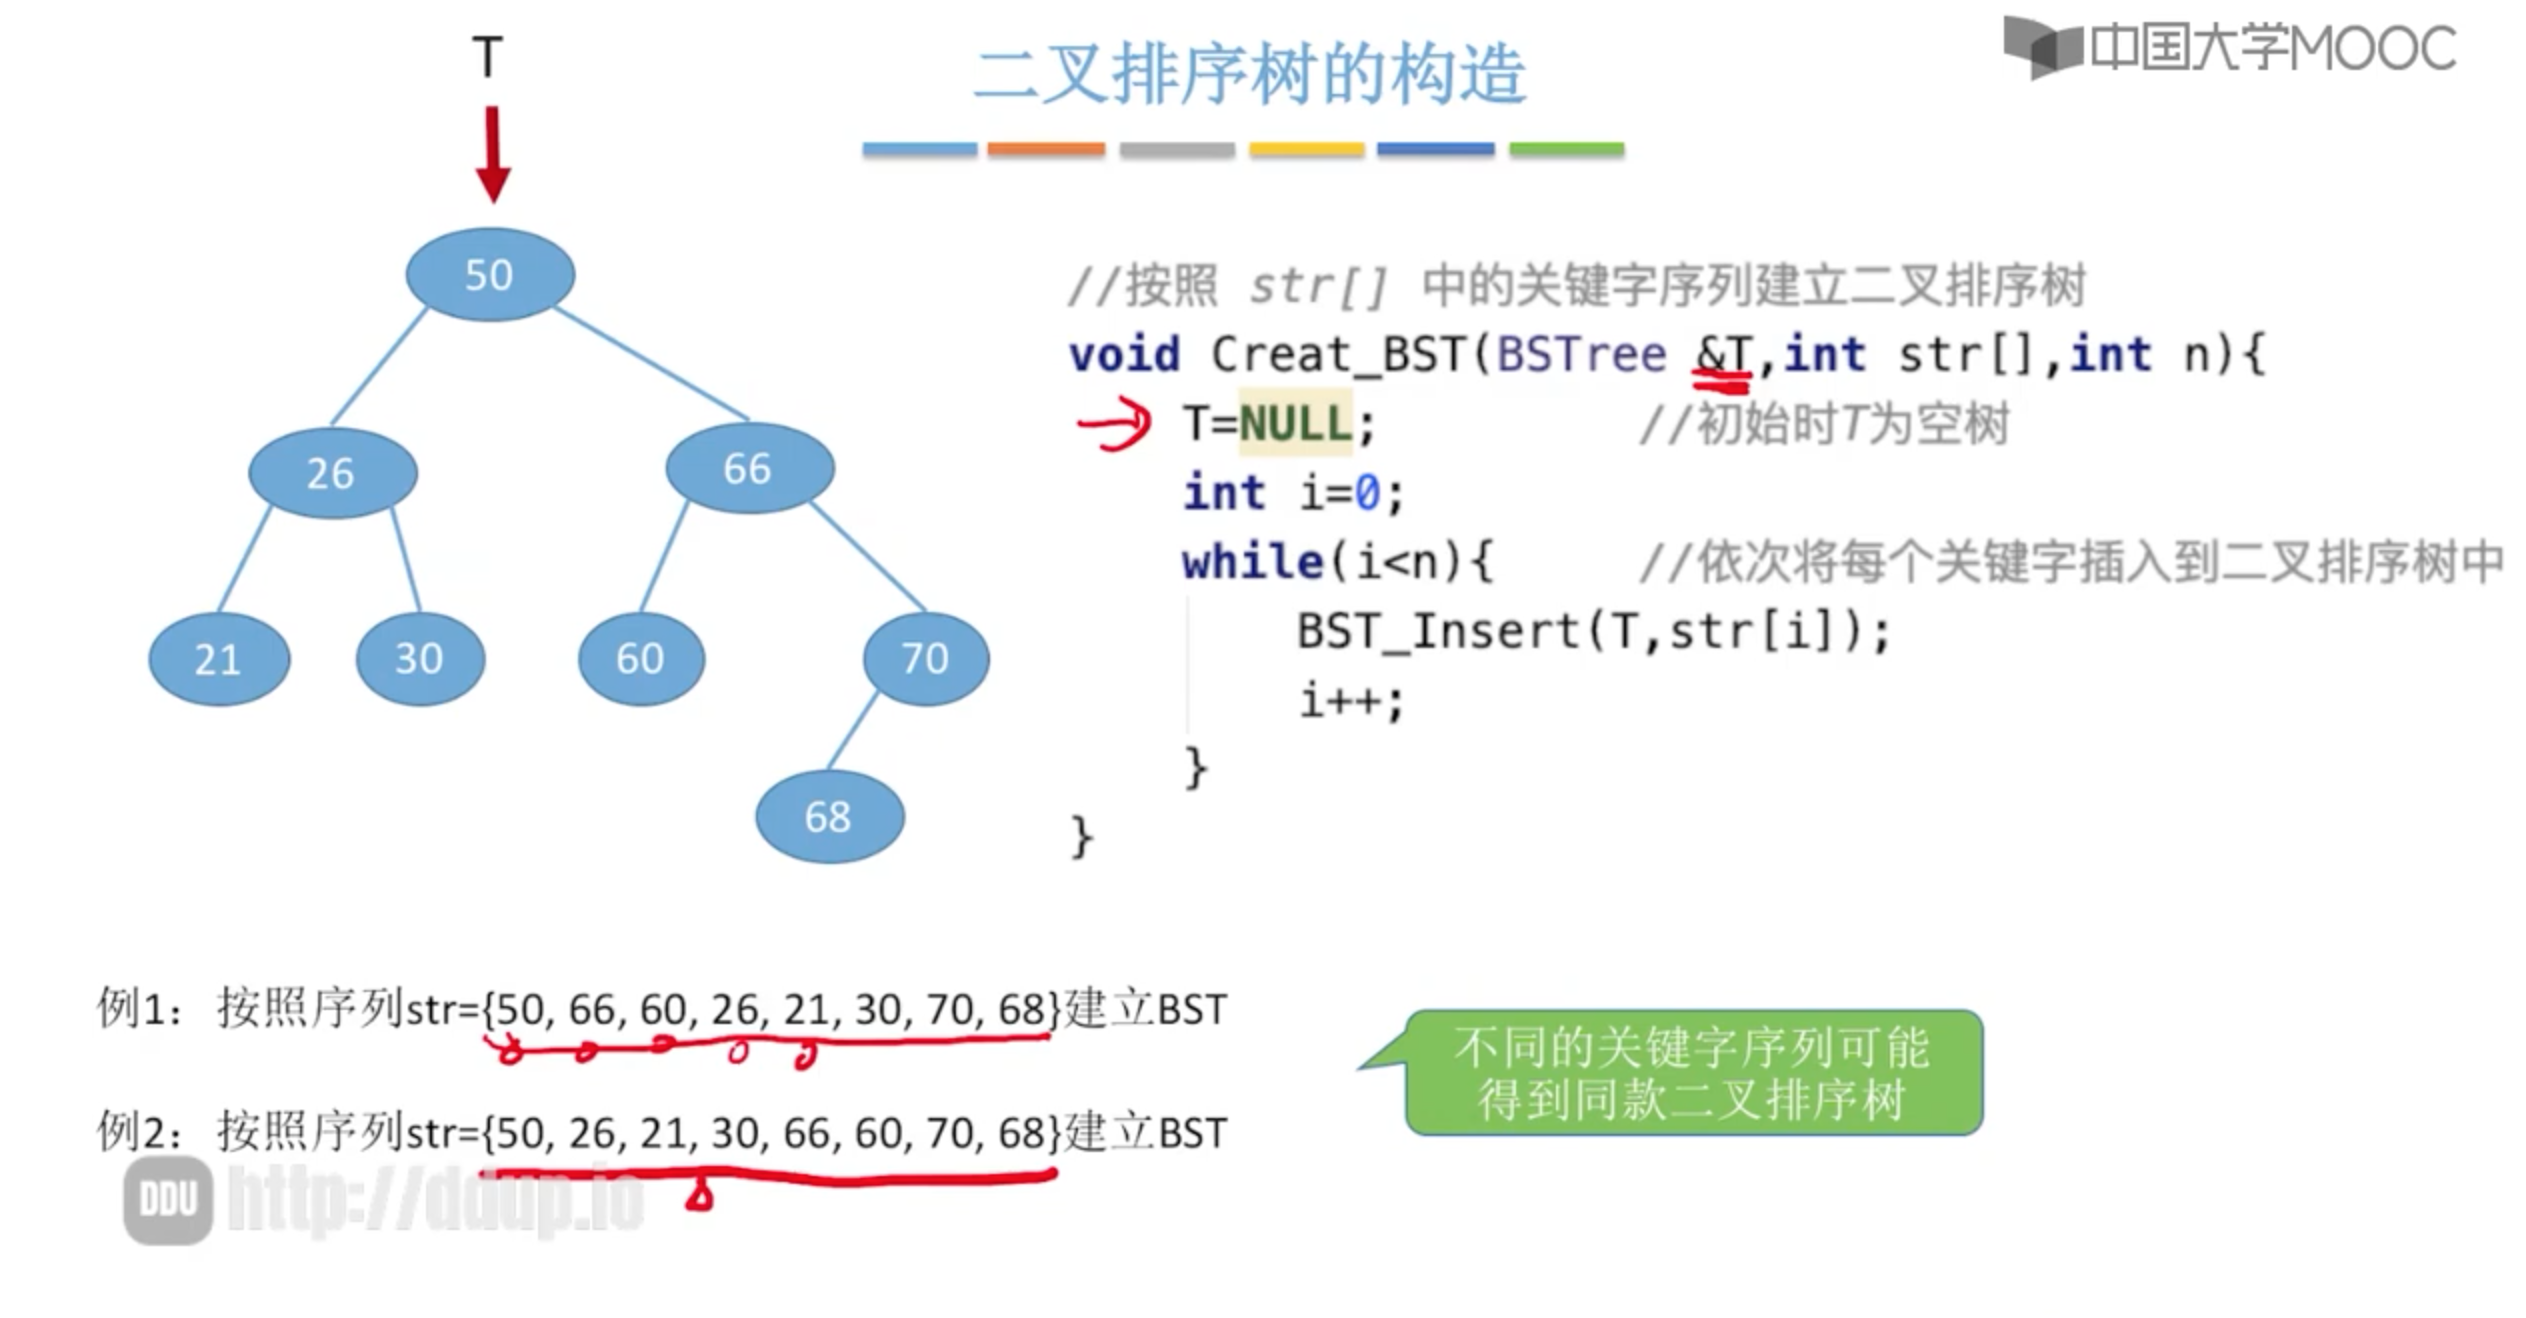 T
二叉排序树的构造
中国大学MOOC
50
26
66
21
30
60
70
68
//按照 str[] 中的关键字序列建立二叉排序树
void Creat_BST(BSTree &T,int str[],int n){
T=NULL; //初始时T为空树
int i=0;
while(i<n){ //依次将每个关键字插入到二叉排序树中
BST_Insert(T,str[i]);
i++;
}
}
例1：按照序列str={50, 66, 60, 26, 21, 30, 70, 68}建立BST
例2：按照序列str={50, 26, 21, 30, 66, 60, 70, 68}建立BST
不同的关键字序列可能
得到同款二叉排序树
DDU http://ddup.io